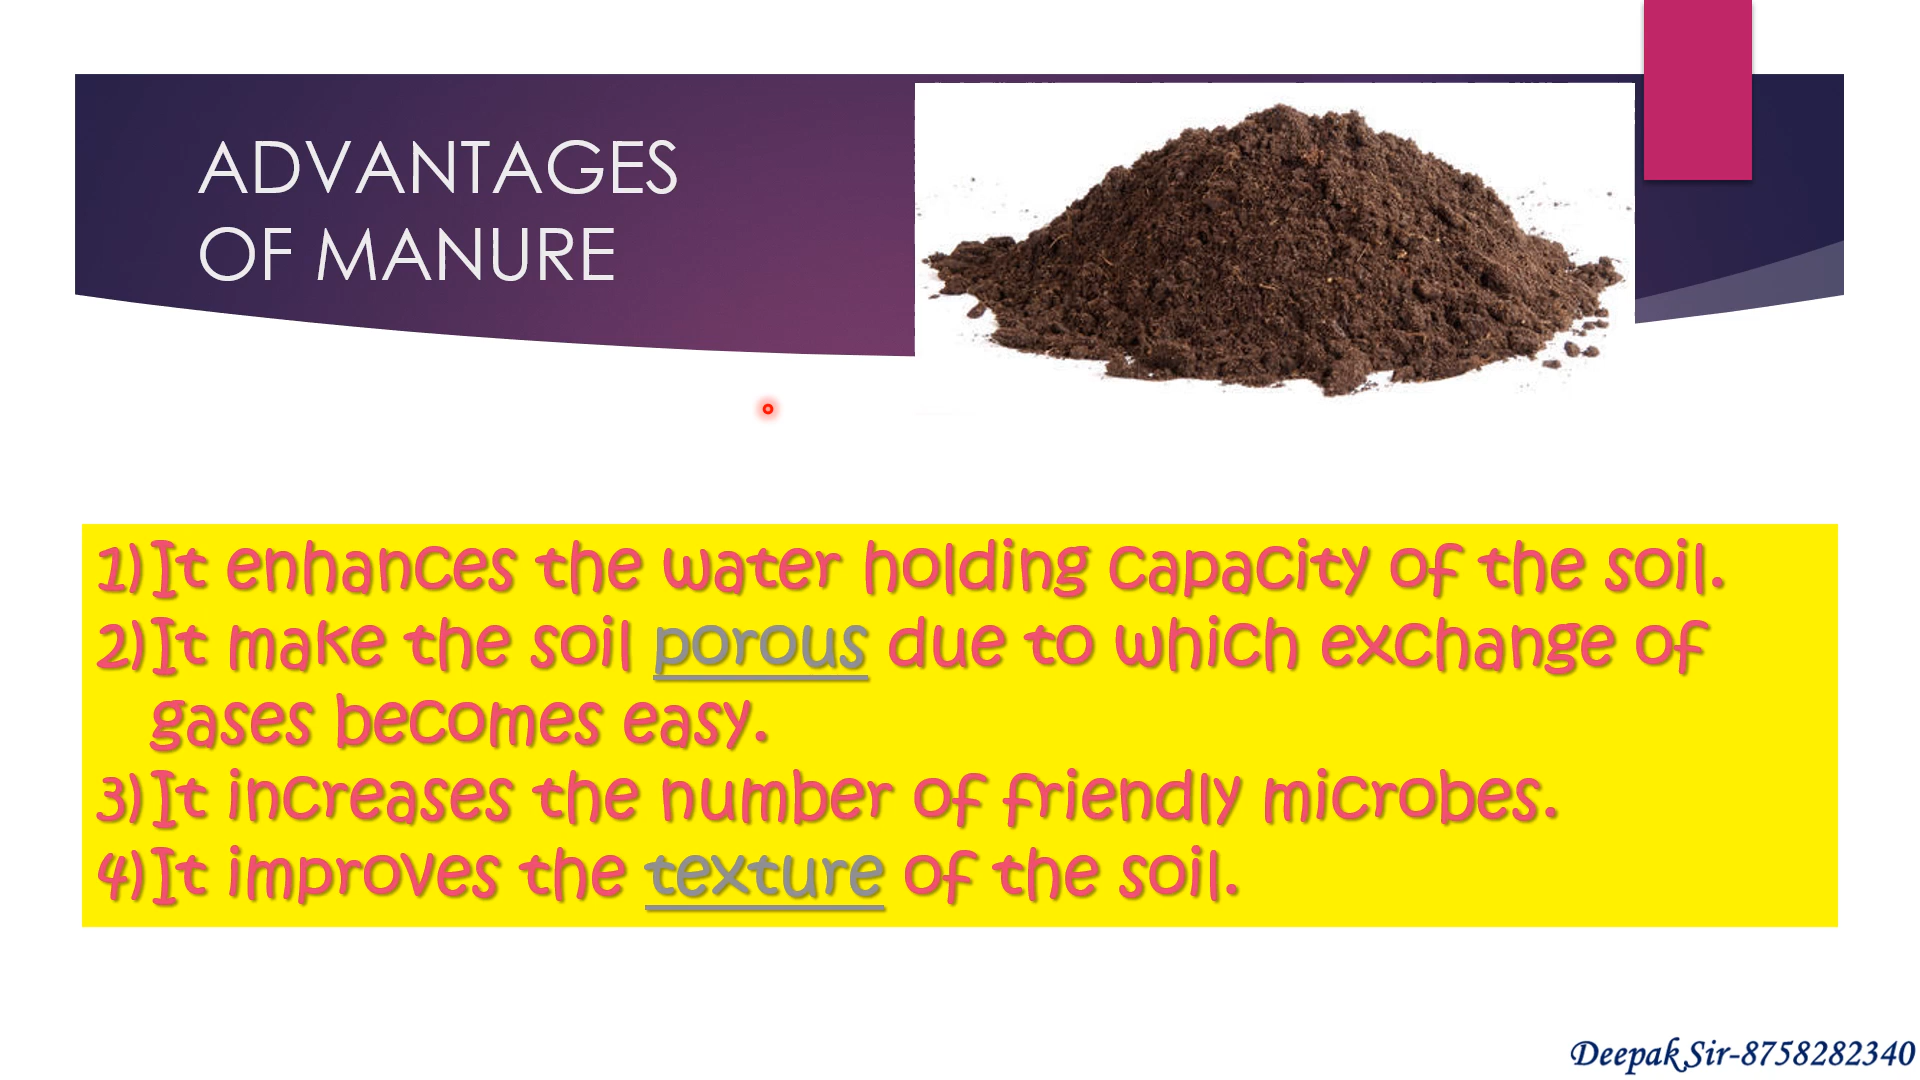 ADVANTAGES
OF MANURE
1) It enhances the water holding capacity of the soil.
2) It make the soil porous due to which exchange of
gases becomes easy.
3) It increases the number of friendly microbes.
4) It improves the texture of the soil.
Deepak Sir-8758282340